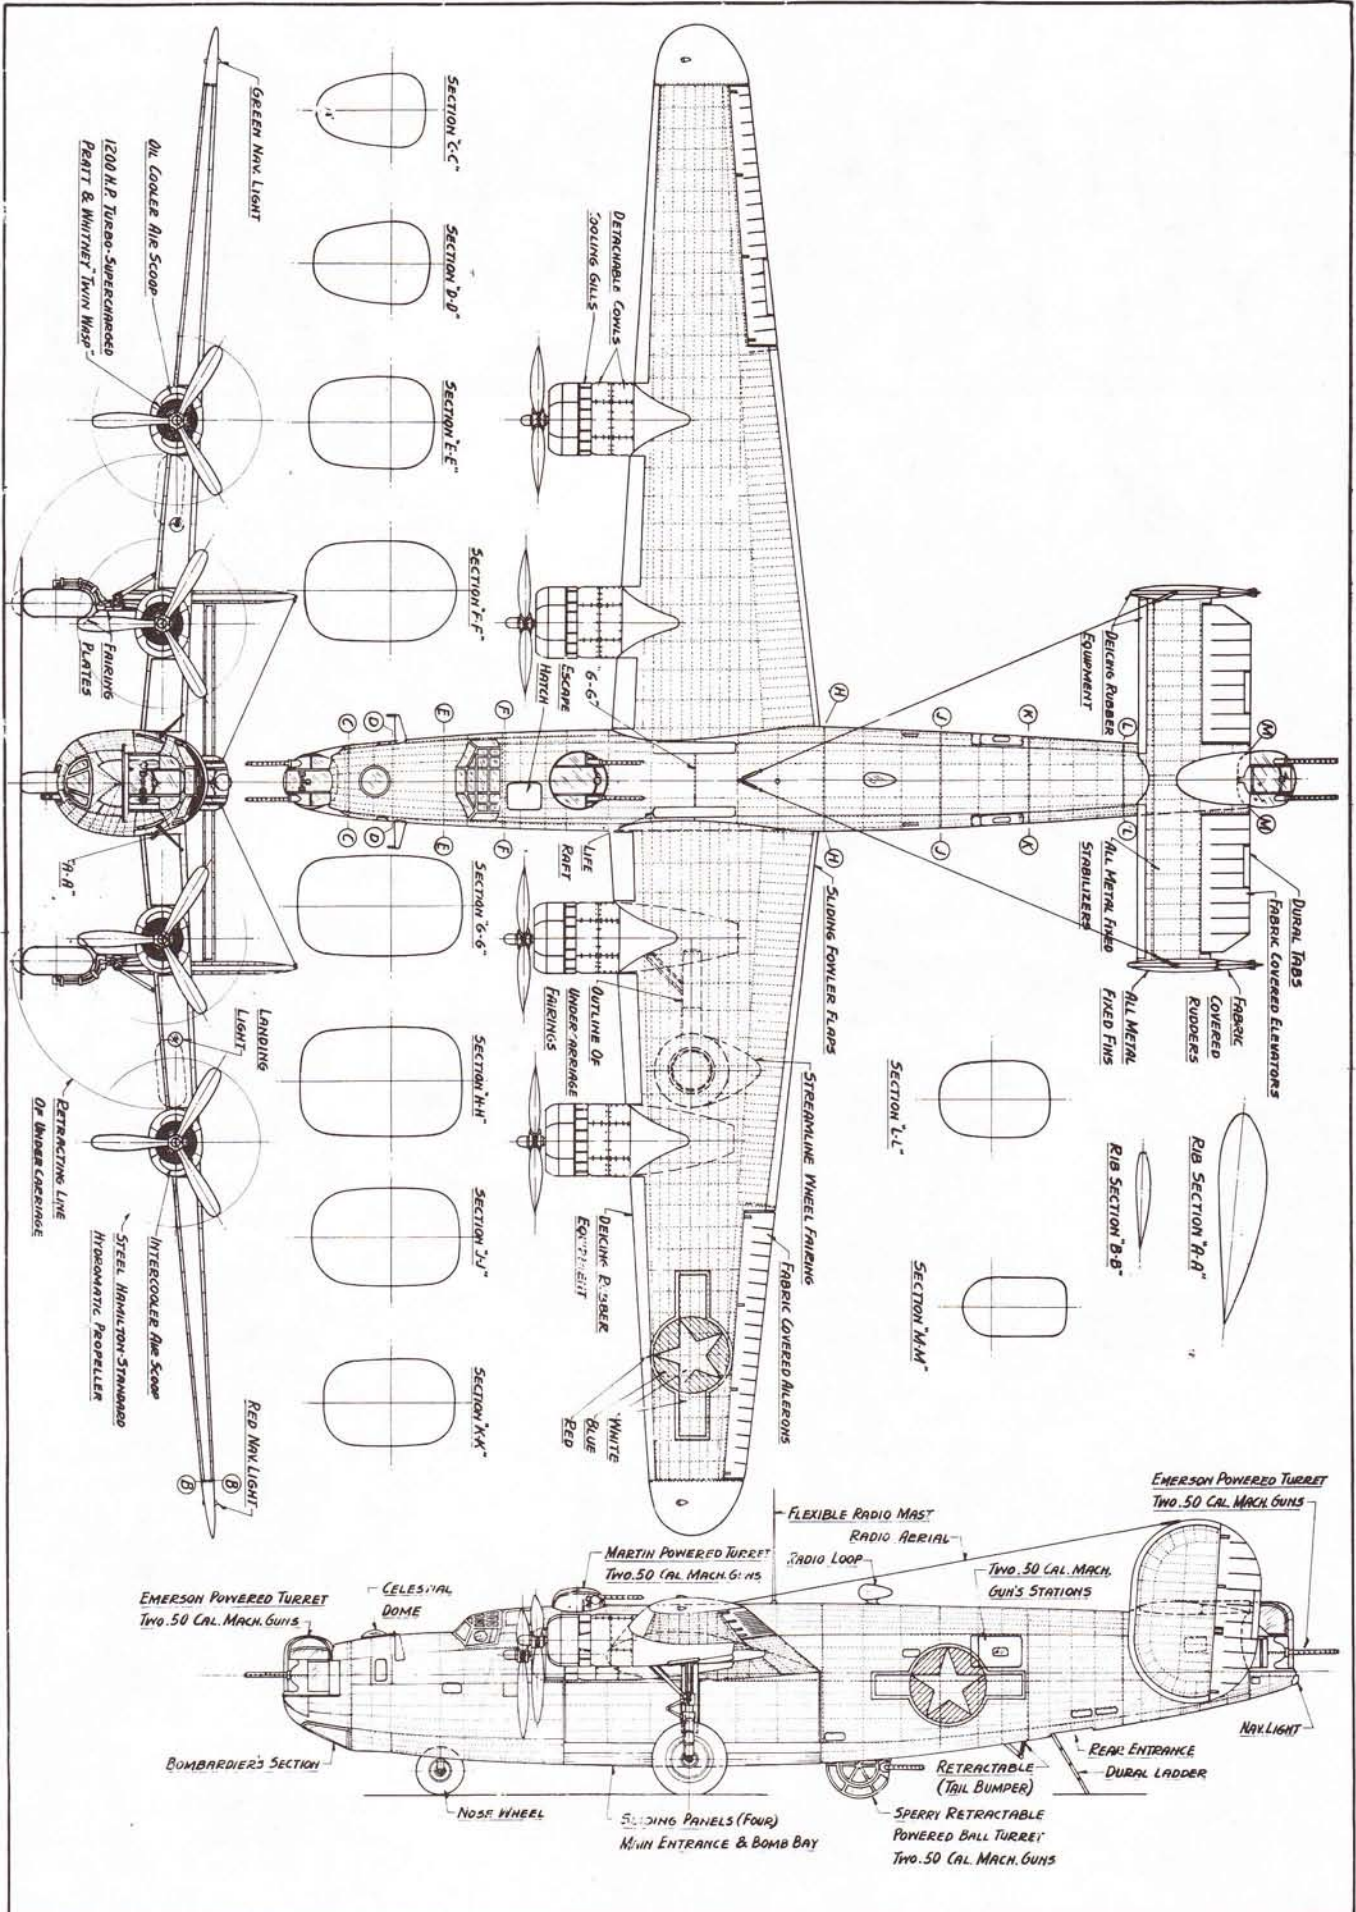 GREEN NAV. LIGHT
OIL COOLER AIR SCOOP
1200 H.P. TURBO-SUPERCHARGED
PRATT & WHITNEY "TWIN WASP"
FAIRING
PLATES
"A-A"
LANDING
LIGHT
RETRACTING LINE
OF UNDERCARRIAGE
INTERCOOLER AIR SCOOP
STEEL HAMILTON-STANDARD
HYDROMATIC PROPELLER
RED NAV. LIGHT
B
B
SECTION "C-C"
SECTION "D-D"
SECTION "E-E"
SECTION "F-F"
SECTION "G-G"
SECTION "H-H"
SECTION "J-J"
SECTION "K-K"
DETACHABLE COWLS
COOLING GILLS
"G-G"
ESCAPE
HATCH
LIFE
RAFT
C
D
E
F
H
J
K
L
M
C
D
E
F
H
J
K
L
M
DEICING RUBBER
EQUIPMENT
ALL METAL FIXED
STABILIZERS
DURAL TABS
FABRIC COVERED ELEVATORS
FABRIC
COVERED
RUDDERS
ALL METAL
FIXED FINS
SLIDING FOWLER FLAPS
OUTLINE OF
FAIRINGS
STREAMLINE WHEEL FAIRING
FABRIC COVERED AILERONS
DEICING RUBBER
EQUIPMENT
WHITE
BLUE
RED
SECTION "L-L"
SECTION "M-M"
RIB SECTION "A-A"
RIB SECTION "B-B"
EMERSON POWERED TURRET
TWO .50 CAL. MACH. GUNS
FLEXIBLE RADIO MAST
RADIO AERIAL
RADIO LOOP
MARTIN POWERED TURRET
TWO .50 CAL. MACH. GUNS
TWO .50 CAL. MACH.
GUN'S STATIONS
CELESTIAL
DOME
EMERSON POWERED TURRET
TWO .50 CAL. MACH. GUNS
BOMBARDIER'S SECTION
NOSE WHEEL
SLIDING PANELS (FOUR)
MAIN ENTRANCE & BOMB BAY
RETRACTABLE
(TAIL BUMPER)
SPERRY RETRACTABLE
POWERED BALL TURRET
TWO .50 CAL. MACH. GUNS
REAR ENTRANCE
DURAL LADDER
NAV. LIGHT